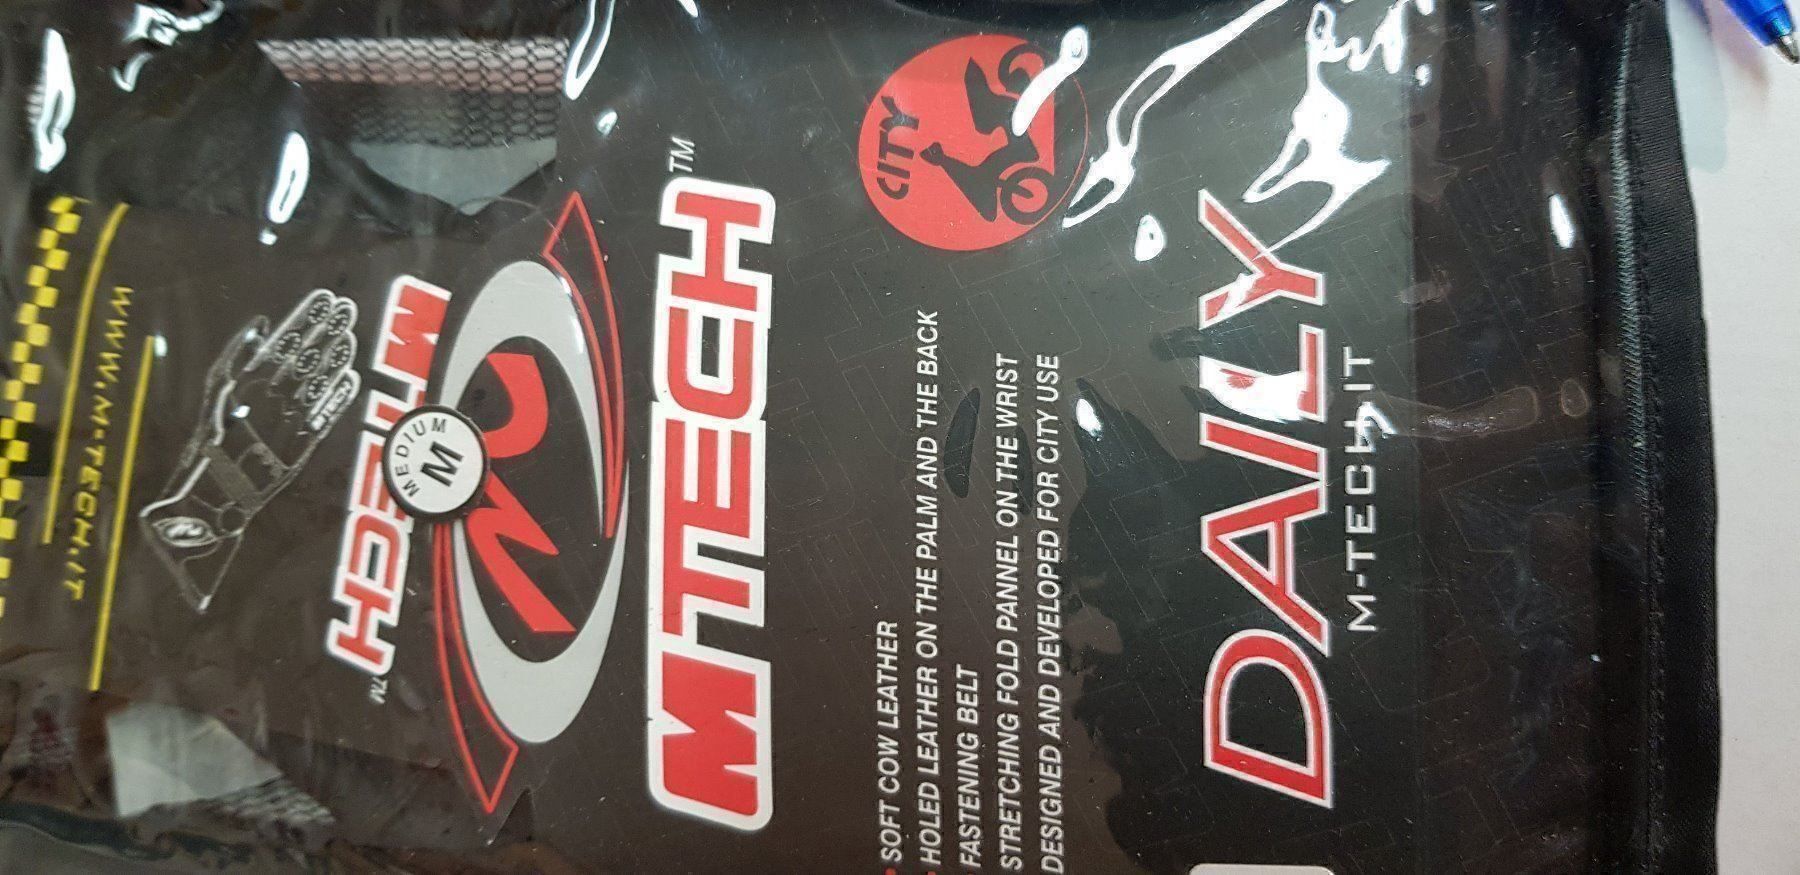 WWW.M-TECH.IT
MTECH™
MEDIUM
M
MTECH™
CITY
SOFT COW LEATHER
HOLED LEATHER ON THE PALM AND THE BACK
FASTENING BELT
STRETCHING FOLD PANNEL ON THE WRIST
DESIGNED AND DEVELOPED FOR CITY USE
DAILY
M-TECH.IT